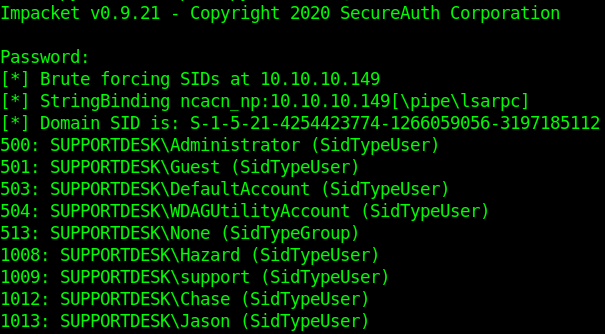 Impacket v0.9.21 - Copyright 2020 SecureAuth Corporation
Password:
[*] Brute forcing SIDs at 10.10.10.149
[*] StringBinding ncacn_np:10.10.10.149[\pipe\lsarpc]
[*] Domain SID is: S-1-5-21-4254423774-1266059056-3197185112
500: SUPPORTDESK\Administrator (SidTypeUser)
501: SUPPORTDESK\Guest (SidTypeUser)
503: SUPPORTDESK\DefaultAccount (SidTypeUser)
504: SUPPORTDESK\WDAGUtilityAccount (SidTypeUser)
513: SUPPORTDESK\None (SidTypeGroup)
1008: SUPPORTDESK\Hazard (SidTypeUser)
1009: SUPPORTDESK\support (SidTypeUser)
1012: SUPPORTDESK\Chase (SidTypeUser)
1013: SUPPORTDESK\Jason (SidTypeUser)